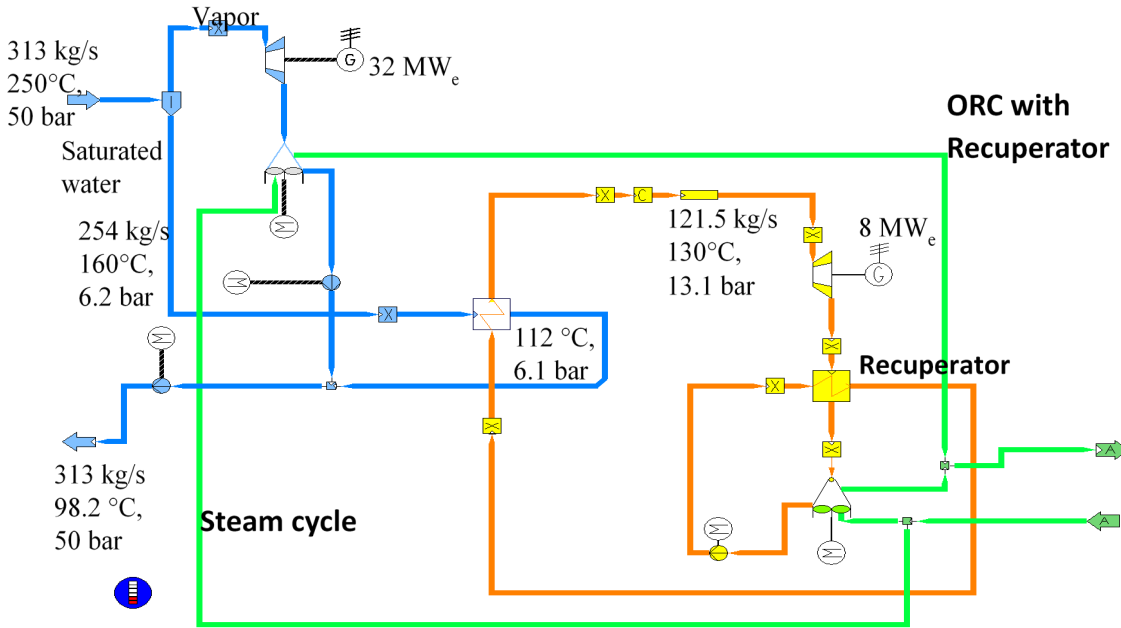 Vapor
313 kg/s
250°C,
50 bar
X
G
32 MWe
I
ORC with
Recuperator
Saturated
water
254 kg/s
160°C,
6.2 bar
M
X
C
121.5 kg/s
130°C,
13.1 bar
X
8 MWe
G
M
X
112 °C,
6.1 bar
M
X
Recuperator
X
X
X
A
313 kg/s
98.2 °C,
50 bar
Steam cycle
A
M
M